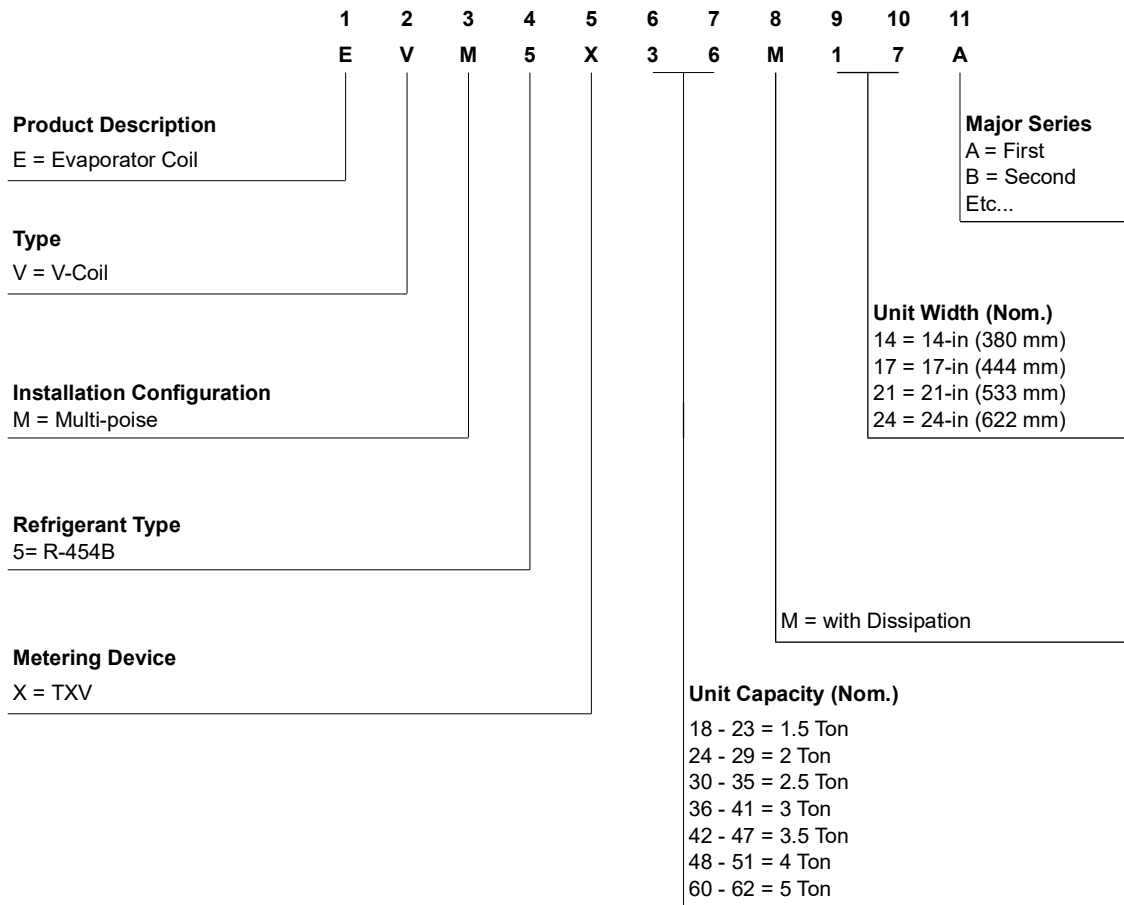 1 2 3 4 5 6 7 8 9 10 11
E V M 5 X 3 6 M 1 7 A
Product Description
E = Evaporator Coil
Type
V = V-Coil
Installation Configuration
M = Multi-poise
Refrigerant Type
5= R-454B
Metering Device
X = TXV
Major Series
A = First
B = Second
Etc...
Unit Width (Nom.)
14 = 14-in (380 mm)
17 = 17-in (444 mm)
21 = 21-in (533 mm)
24 = 24-in (622 mm)
M = with Dissipation
Unit Capacity (Nom.)
18 - 23 = 1.5 Ton
24 - 29 = 2 Ton
30 - 35 = 2.5 Ton
36 - 41 = 3 Ton
42 - 47 = 3.5 Ton
48 - 51 = 4 Ton
60 - 62 = 5 Ton